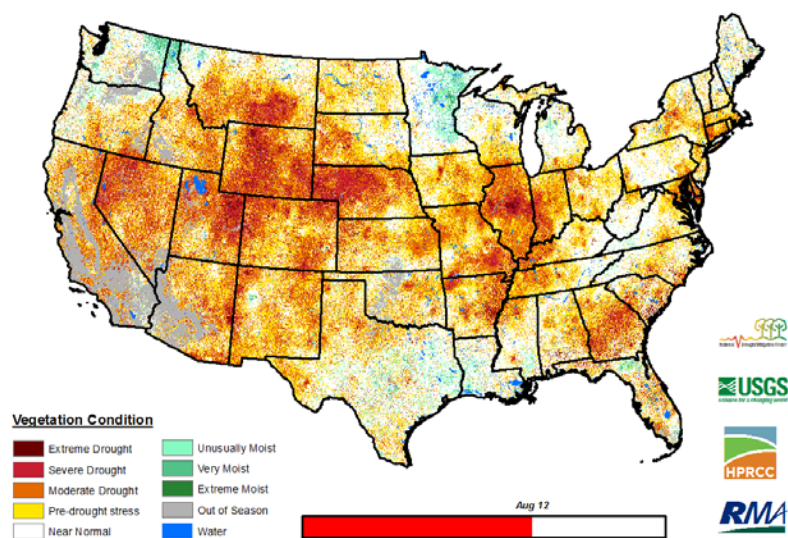 Vegetation Condition
Extreme Drought
Severe Drought
Moderate Drought
Pre-drought stress
Near Normal
Unusually Moist
Very Moist
Extreme Moist
Out of Season
Water
Aug 12
USGS
HPRCC
RMA